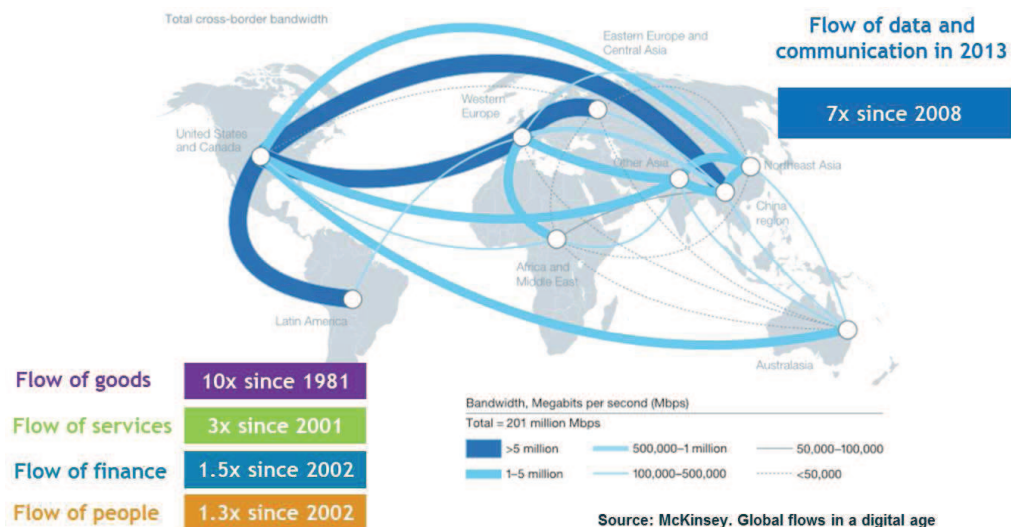 Total cross-border bandwidth
Flow of data and
communication in 2013
7x since 2008
Eastern Europe and
Central Asia
Western
Europe
United States
and Canada
Other Asia
Northeast Asia
China
region
Africa and
Middle East
Latin America
Australasia
Flow of goods
10x since 1981
Flow of services
3x since 2001
Flow of finance
1.5x since 2002
Flow of people
1.3x since 2002
Bandwidth, Megabits per second (Mbps)
Total = 201 million Mbps
>5 million
500,000–1 million
50,000–100,000
1–5 million
100,000–500,000
<50,000
Source: McKinsey. Global flows in a digital age